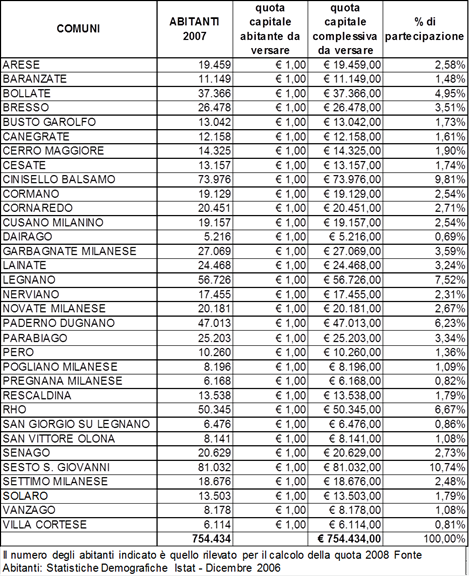 COMUNI ABITANTI 2007 quota capitale abitante da versare quota capitale complessiva da versare % di partecipazione
ARESE 19.459 € 1,00 € 19.459,00 2,58%
BARANZATE 11.149 € 1,00 € 11.149,00 1,48%
BOLLATE 37.366 € 1,00 € 37.366,00 4,95%
BRESSO 26.478 € 1,00 € 26.478,00 3,51%
BUSTO GAROLFO 13.042 € 1,00 € 13.042,00 1,73%
CANEGRATE 12.158 € 1,00 € 12.158,00 1,61%
CERRO MAGGIORE 14.325 € 1,00 € 14.325,00 1,90%
CESATE 13.157 € 1,00 € 13.157,00 1,74%
CINISELLO BALSAMO 73.976 € 1,00 € 73.976,00 9,81%
CORMANO 19.129 € 1,00 € 19.129,00 2,54%
CORNAREDO 20.451 € 1,00 € 20.451,00 2,71%
CUSANO MILANINO 19.157 € 1,00 € 19.157,00 2,54%
DAIRAGO 5.216 € 1,00 € 5.216,00 0,69%
GARBAGNATE MILANESE 27.069 € 1,00 € 27.069,00 3,59%
LAINATE 24.468 € 1,00 € 24.468,00 3,24%
LEGNANO 56.726 € 1,00 € 56.726,00 7,52%
NERVIANO 17.455 € 1,00 € 17.455,00 2,31%
NOVATE MILANESE 20.181 € 1,00 € 20.181,00 2,67%
PADERNO DUGNANO 47.013 € 1,00 € 47.013,00 6,23%
PARABIAGO 25.203 € 1,00 € 25.203,00 3,34%
PERO 10.260 € 1,00 € 10.260,00 1,36%
POGLIANO MILANESE 8.196 € 1,00 € 8.196,00 1,09%
PREGNANA MILANESE 6.168 € 1,00 € 6.168,00 0,82%
RESCALDINA 13.538 € 1,00 € 13.538,00 1,79%
RHO 50.345 € 1,00 € 50.345,00 6,67%
SAN GIORGIO SU LEGNANO 6.476 € 1,00 € 6.476,00 0,86%
SAN VITTORE OLONA 8.141 € 1,00 € 8.141,00 1,08%
SENAGO 20.629 € 1,00 € 20.629,00 2,73%
SESTO S. GIOVANNI 81.032 € 1,00 € 81.032,00 10,74%
SETTIMO MILANESE 18.676 € 1,00 € 18.676,00 2,48%
SOLARO 13.503 € 1,00 € 13.503,00 1,79%
VANZAGO 8.178 € 1,00 € 8.178,00 1,08%
VILLA CORTESE 6.114 € 1,00 € 6.114,00 0,81%
754.434 € 754.434,00 100,00%
Il numero degli abitanti indicato è quello rilevato per il calcolo della quota 2008 Fonte
Abitanti: Statistiche Demografiche Istat - Dicembre 2006